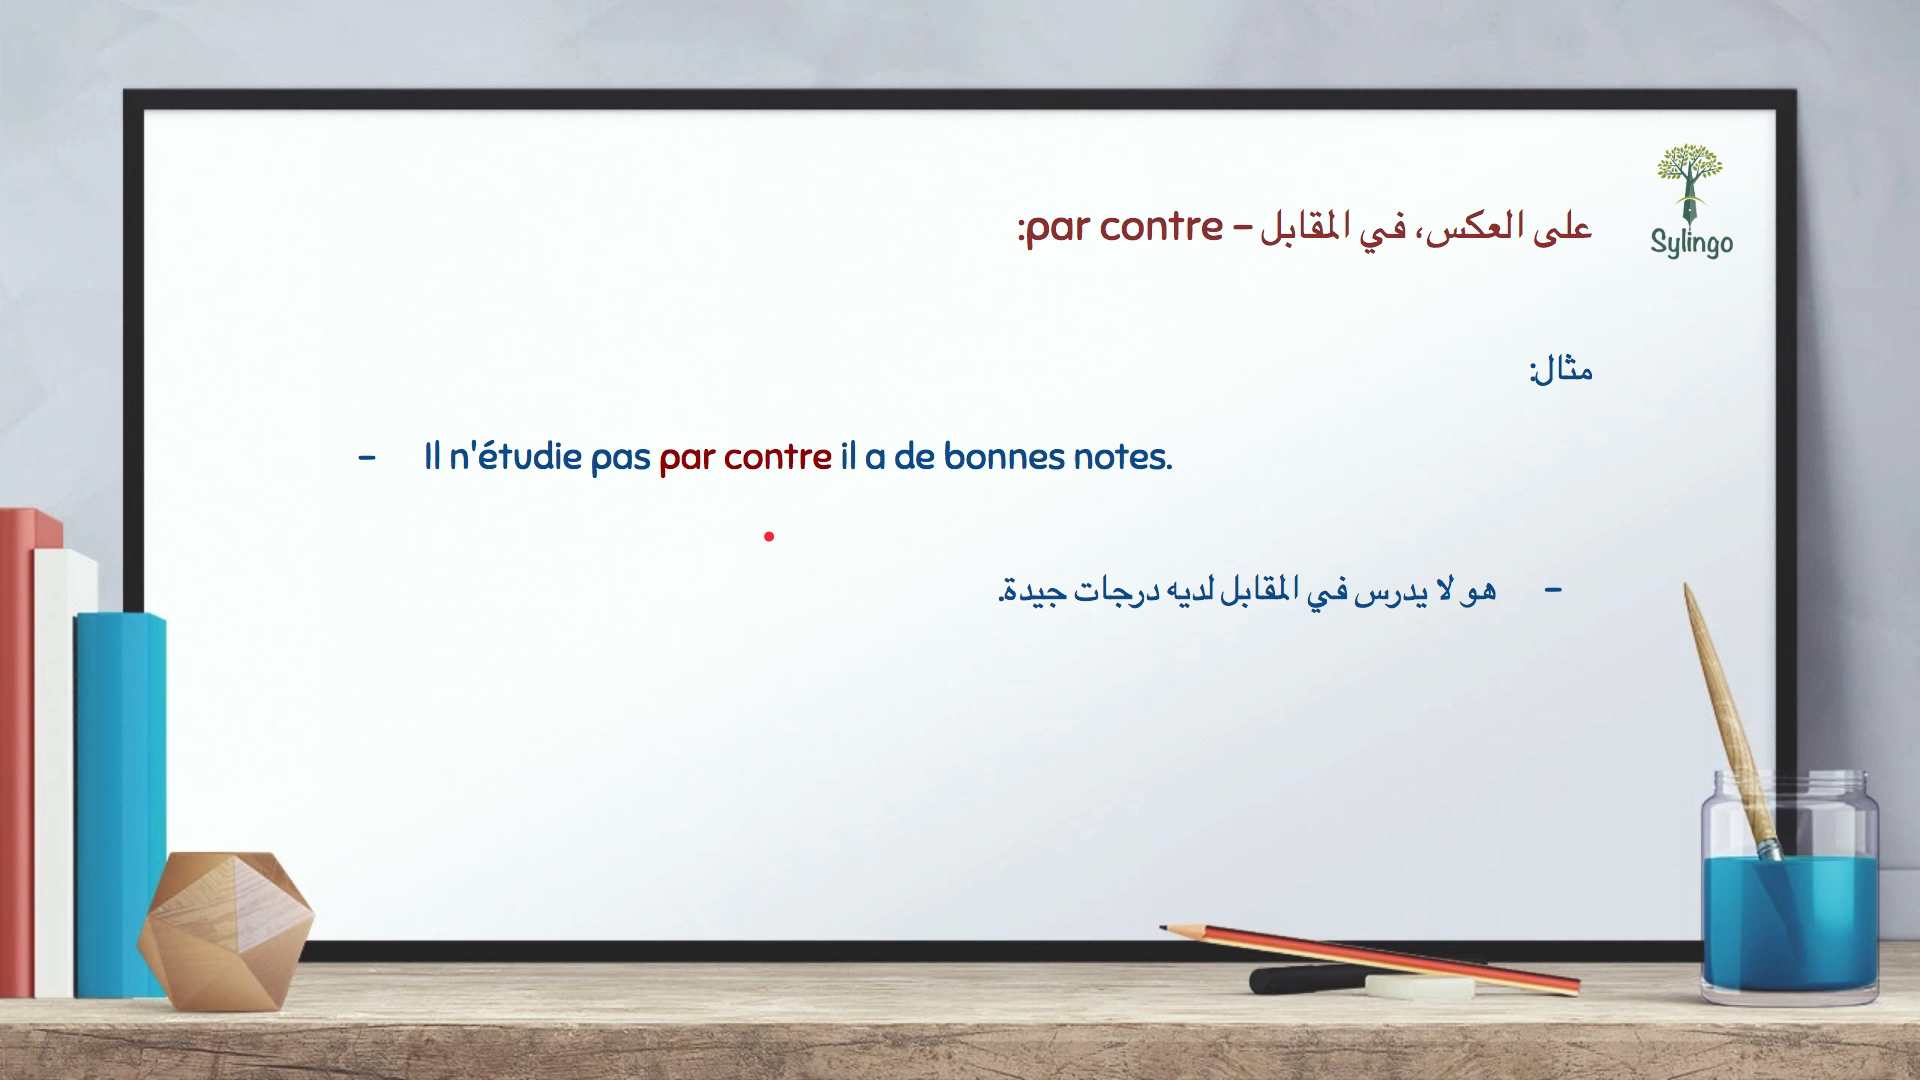 Sylingo
على العكس، في المقابل – par contre:
مثال:
- Il n'étudie pas par contre il a de bonnes notes.
- هو لا يدرس في المقابل لديه درجات جيدة.